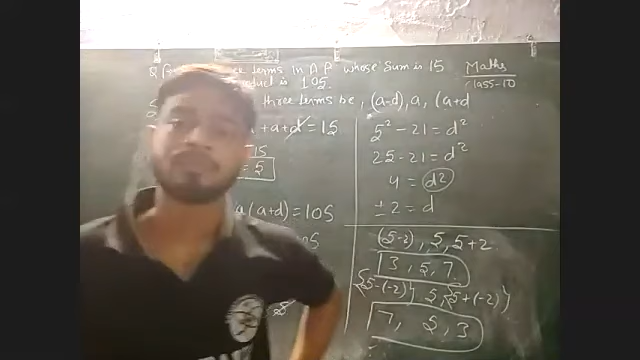 three terms in A.P whose sum is 15
product is 105.
Maths
class-10
three terms be, (a-d), a, (a+d
+ a + d = 15
15
= 5
a(a+d) = 105
5² - 21 = d²
25 - 21 = d²
4 = d²
± 2 = d
(5-2), 5, 5+2
3, 5, 7
{5-(-2)}, 5, {5+(-2)}
7, 5, 3